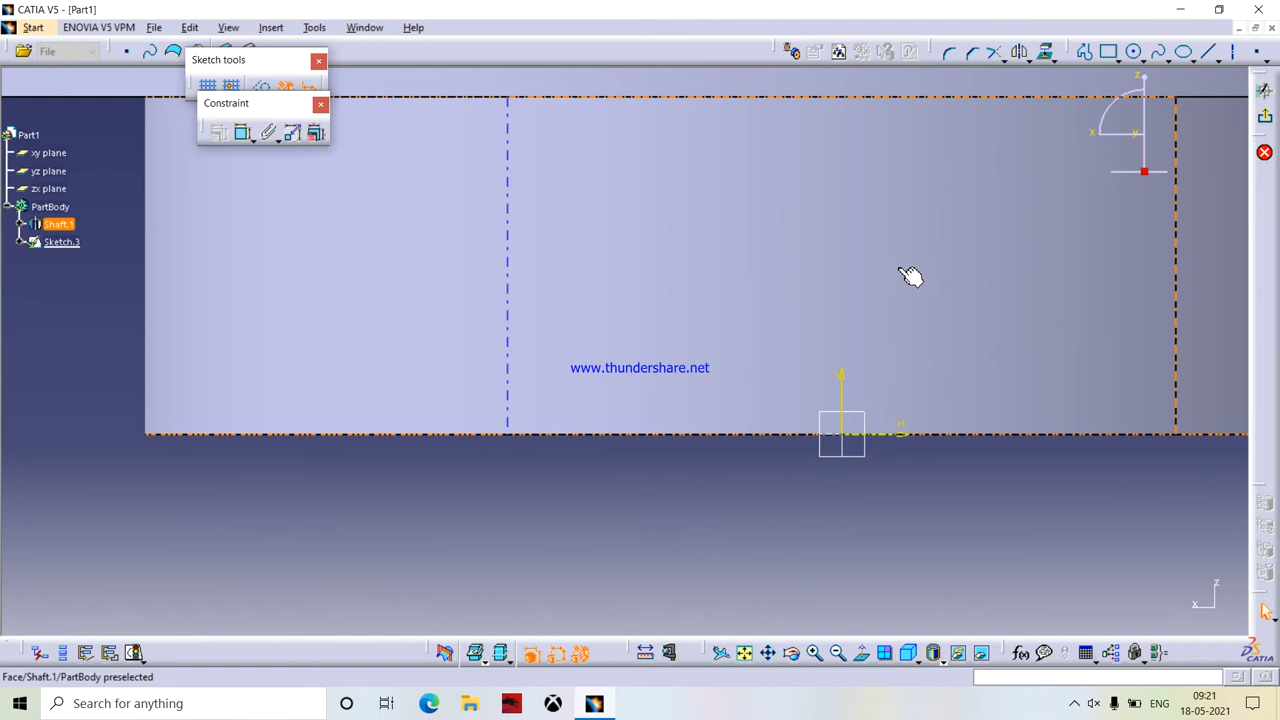 CATIA V5 - [Part1]
Start ENOVIA V5 VPM File Edit View Insert Tools Window Help
File
Sketch tools
Constraint
Part1
xy plane
yz plane
zx plane
PartBody
Shaft.1
Sketch.3
z
x
y
www.thundershare.net
V
H
z
x
f(x)
CATIA
Face/Shaft.1/PartBody preselected
Search for anything
ENG
09:21
18-05-2021